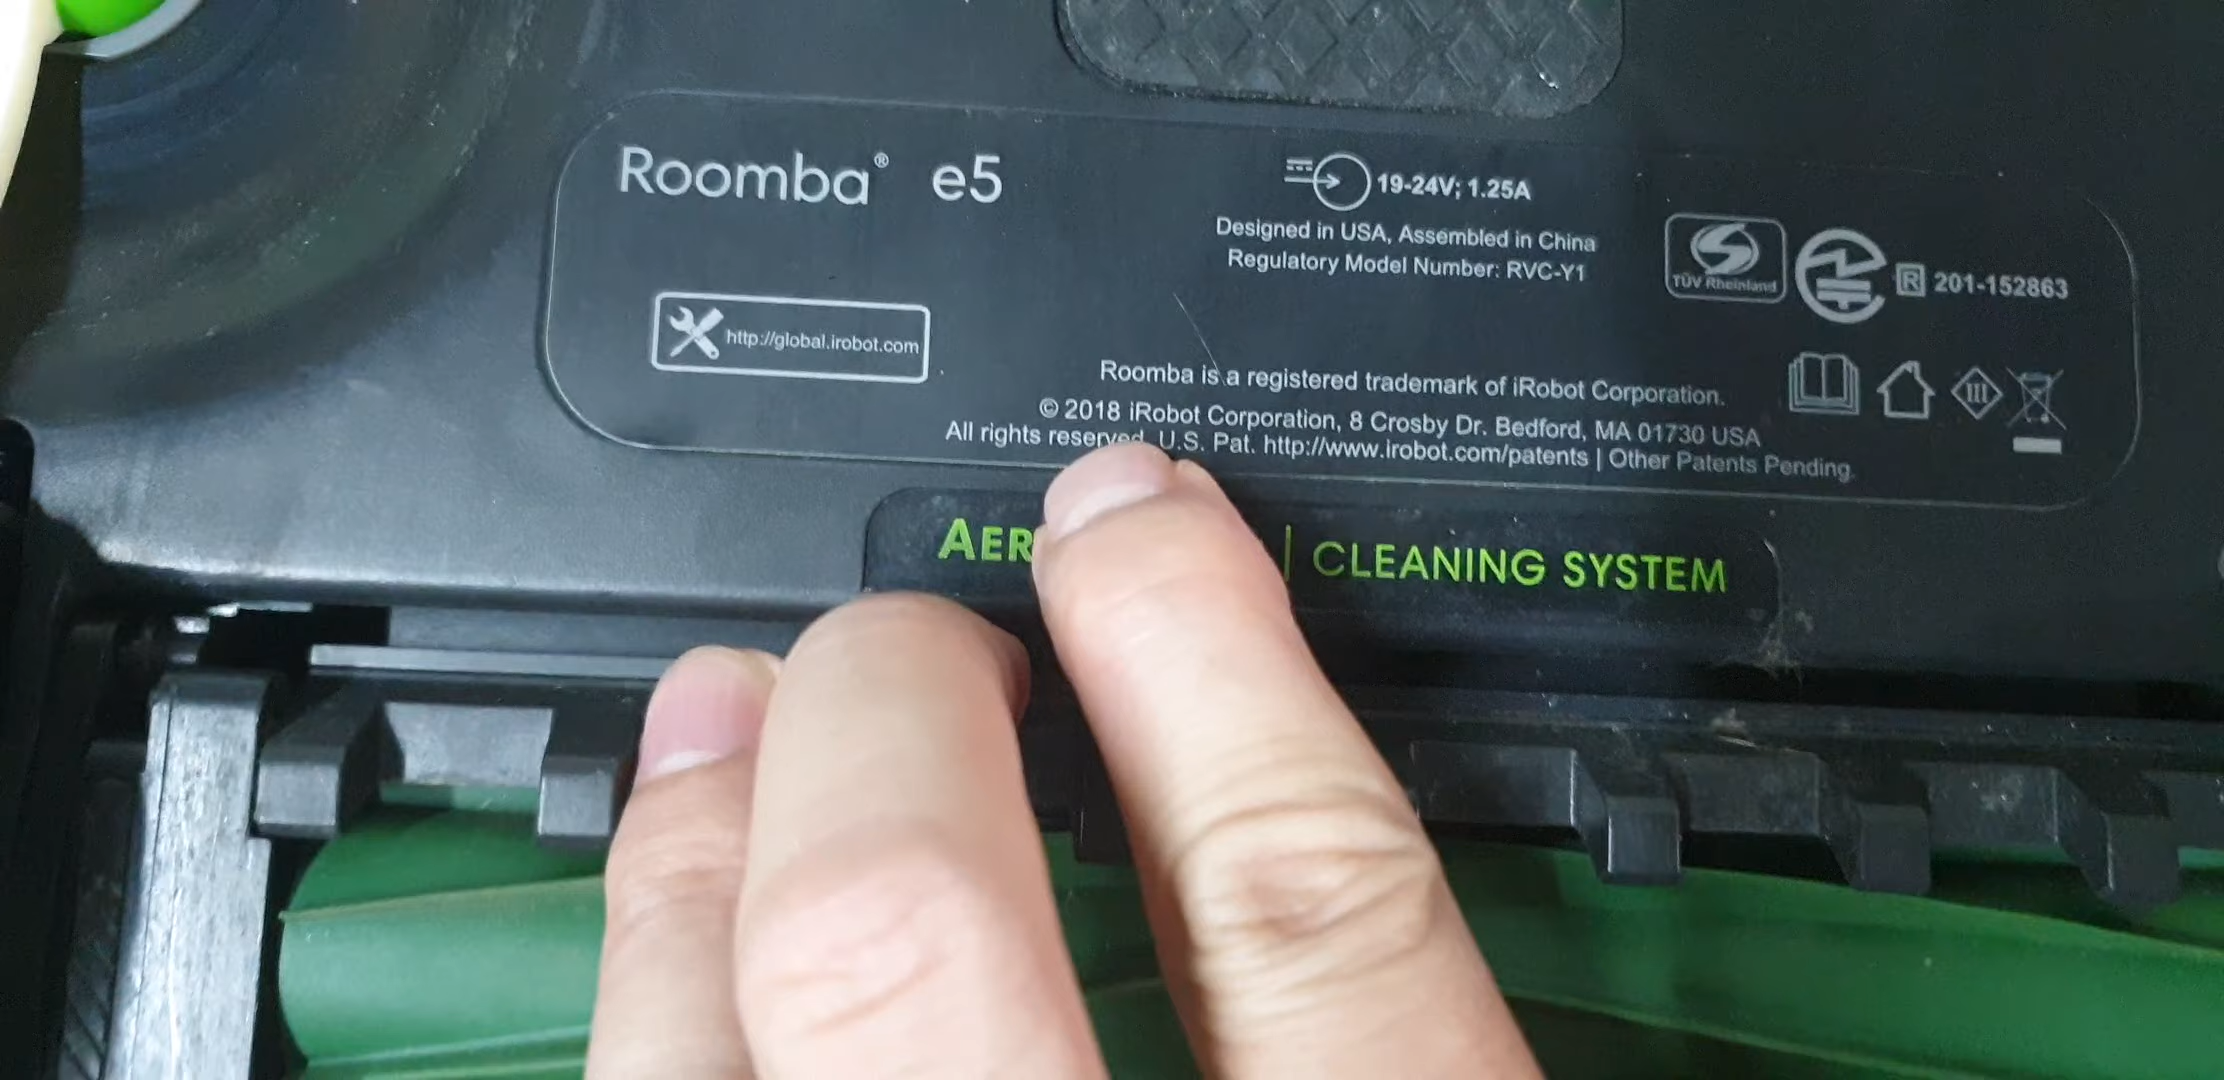 Roomba® e5
19-24V; 1.25A
Designed in USA, Assembled in China
Regulatory Model Number: RVC-Y1
TÜV Rheinland
R 201-152863
http://global.irobot.com
III
Roomba is a registered trademark of iRobot Corporation.
© 2018 iRobot Corporation, 8 Crosby Dr. Bedford, MA 01730 USA
All rights reserved. U.S. Pat. http://www.irobot.com/patents | Other Patents Pending.
AER | CLEANING SYSTEM